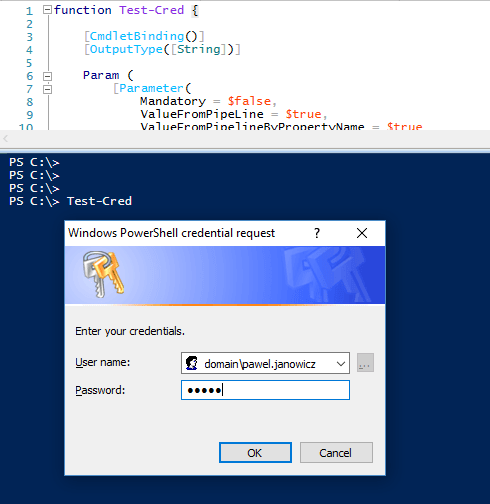 1 function Test-Cred {
2
3 [CmdletBinding()]
4 [OutputType([String])]
5
6 Param (
7 [Parameter(
8 Mandatory = $false,
9 ValueFromPipeLine = $true,
10 ValueFromPipelineByPropertyName = $true
PS C:\>
PS C:\>
PS C:\>
PS C:\> Test-Cred
Windows PowerShell credential request
Enter your credentials.
User name: domain\pawel.janowicz ...
Password: •••••
OK Cancel